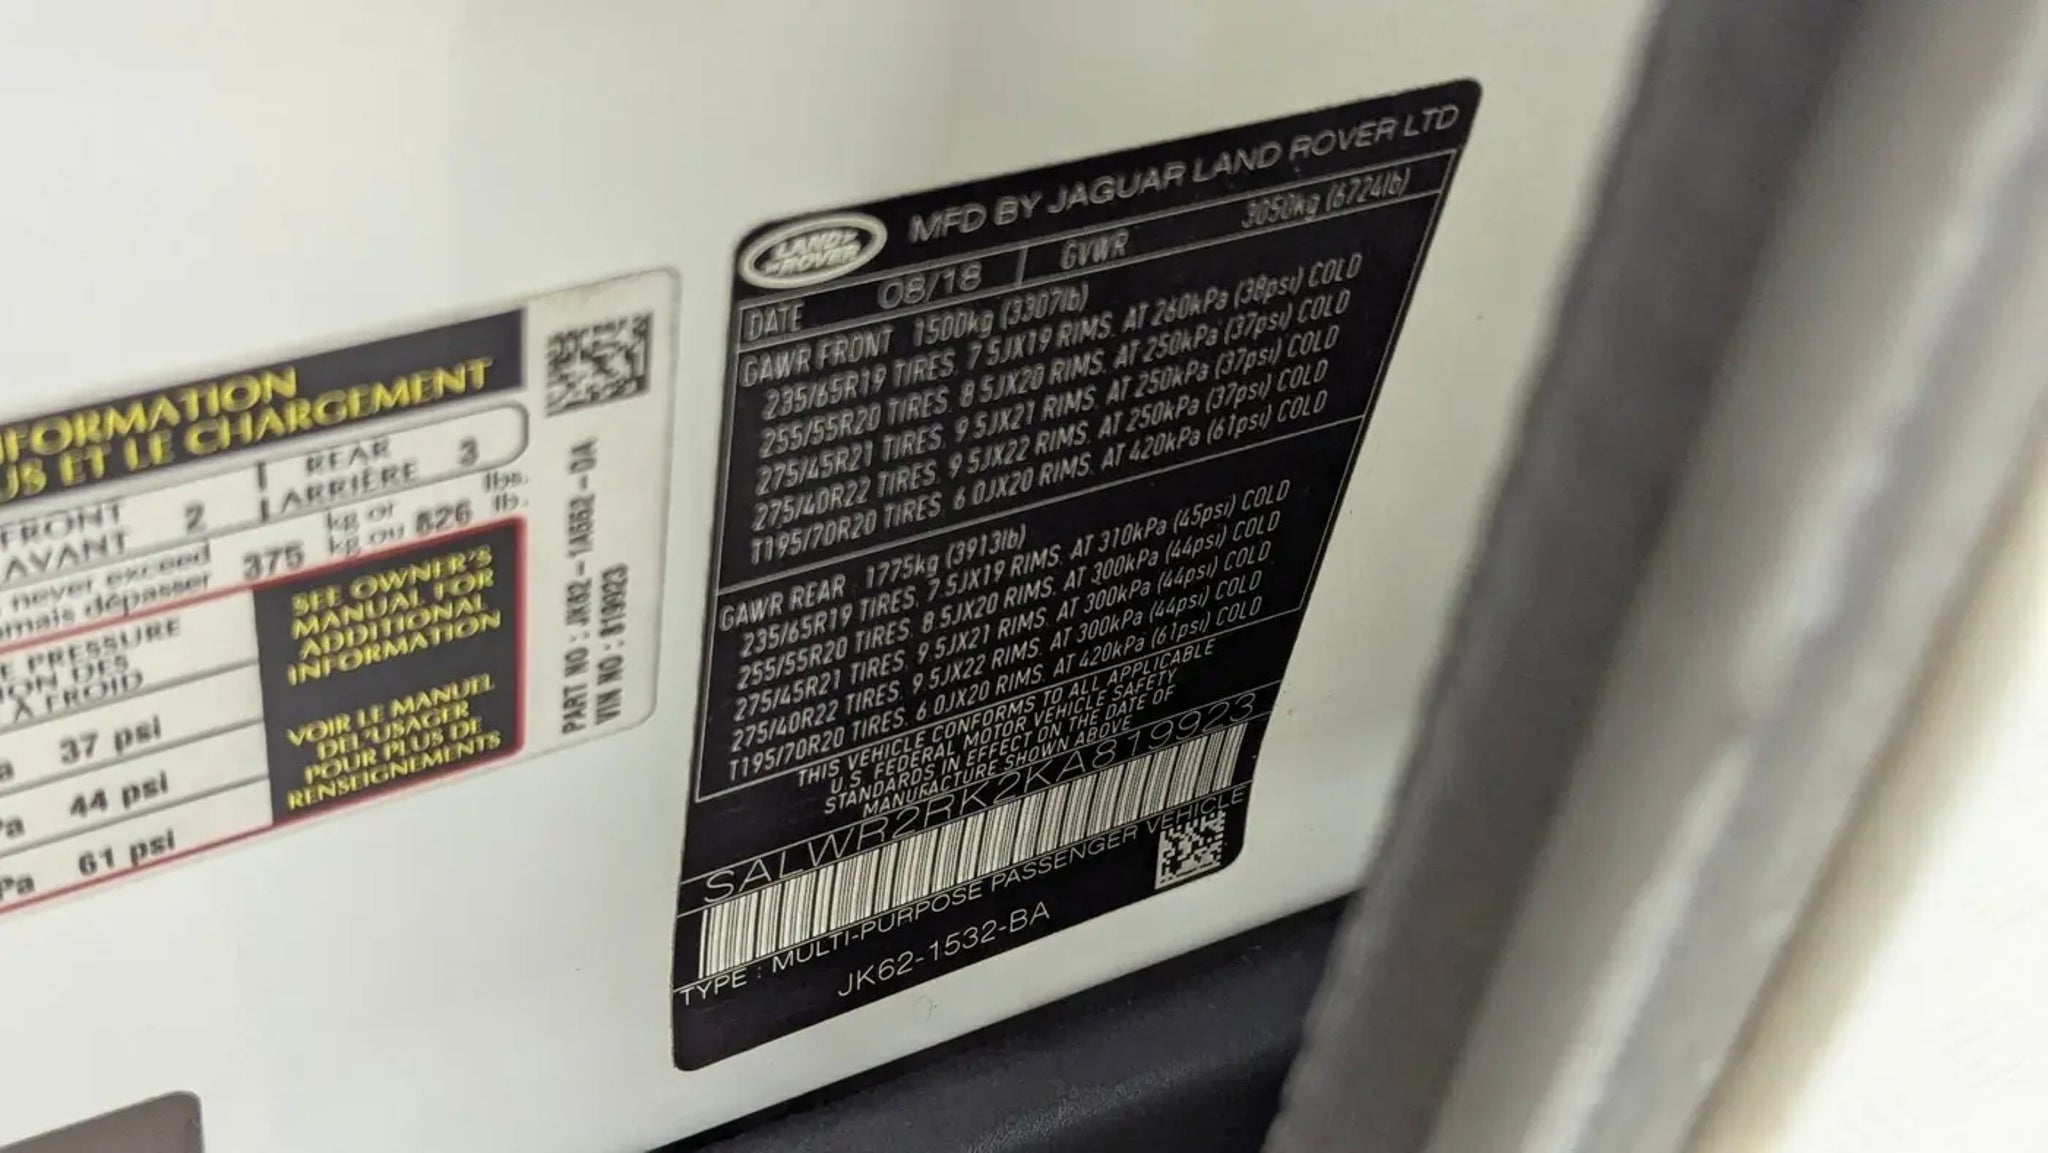 FORMATION
US ET LE CHARGEMENT
FRONT
AVANT 2 REAR
ARRIÈRE 3
never exceed
jamais dépasser 375 kg or
kg ou 826 lbs.
lb.
PRESSURE
DES
À FROID
37 psi
44 psi
Pa 61 psi
SEE OWNER'S
MANUAL FOR
ADDITIONAL
INFORMATION
VOIR LE MANUEL
DE L'USAGER
POUR PLUS DE
RENSEIGNEMENTS
PART NO: JK62-1A662-DA
VIN NO: 819923
LAND
ROVER
MFD BY JAGUAR LAND ROVER LTD
DATE 08/18 GVWR 3050kg (6724lb)
GAWR FRONT 1500kg (3307lb)
235/65R19 TIRES. 7.5JX19 RIMS. AT 260kPa (38psi) COLD
255/55R20 TIRES. 8.5JX20 RIMS. AT 250kPa (37psi) COLD
275/45R21 TIRES. 9.5JX21 RIMS. AT 250kPa (37psi) COLD
275/40R22 TIRES. 9.5JX22 RIMS. AT 250kPa (37psi) COLD
T195/70R20 TIRES. 6.0JX20 RIMS. AT 420kPa (61psi) COLD
GAWR REAR 1775kg (3913lb)
235/65R19 TIRES. 7.5JX19 RIMS. AT 310kPa (45psi) COLD
255/55R20 TIRES. 8.5JX20 RIMS. AT 300kPa (44psi) COLD
275/45R21 TIRES. 9.5JX21 RIMS. AT 300kPa (44psi) COLD
275/40R22 TIRES. 9.5JX22 RIMS. AT 300kPa (44psi) COLD
T195/70R20 TIRES. 6.0JX20 RIMS. AT 420kPa (61psi) COLD
THIS VEHICLE CONFORMS TO ALL APPLICABLE
U.S. FEDERAL MOTOR VEHICLE SAFETY
STANDARDS IN EFFECT ON THE DATE OF
MANUFACTURE SHOWN ABOVE
SALWR2RK2KA819923
TYPE : MULTI-PURPOSE PASSENGER VEHICLE
JK62-1532-BA